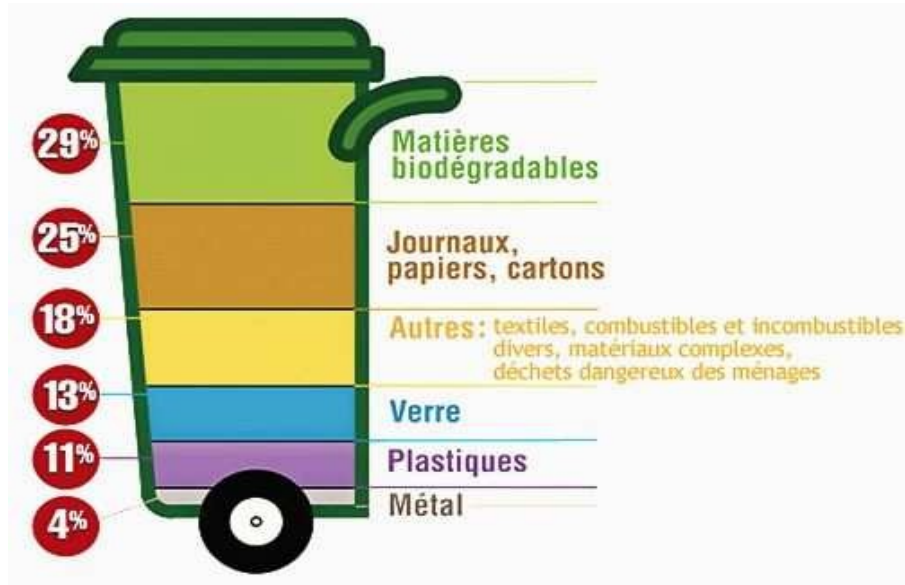 29%
Matières
biodégradables
25%
Journaux,
papiers, cartons
18%
Autres : textiles, combustibles et incombustibles
divers, matériaux complexes,
déchets dangereux des ménages
13%
Verre
11%
Plastiques
4%
Métal